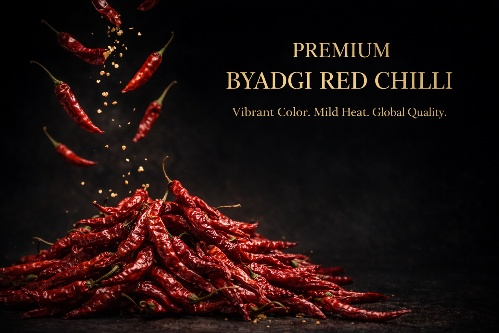 PREMIUM
BYADGI RED CHILLI
Vibrant Color. Mild Heat. Global Quality.